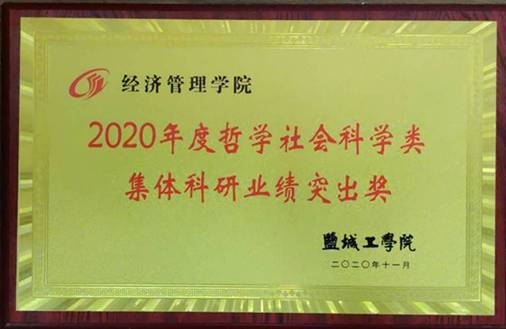 经济管理学院
2020年度哲学社会科学类
集体科研业绩突出奖
盐城工學院
二〇二〇年十一月